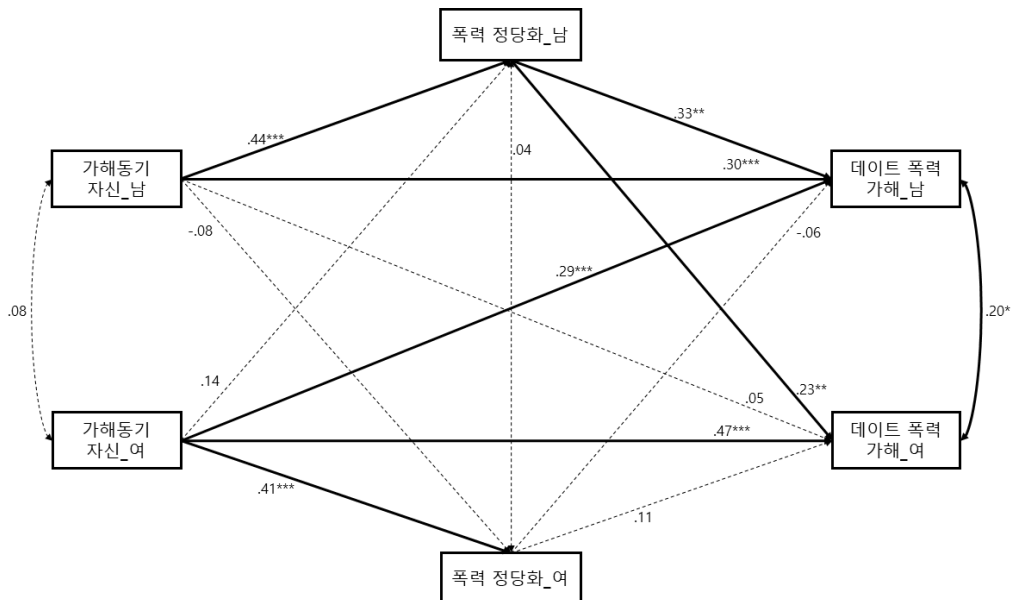 폭력 정당화_남
.33**
.44***
.04
.30***
가해동기
자신_남
데이트 폭력
가해_남
-.08
-.06
.29***
.08
.20*
.14
.23**
.05
가해동기
자신_여
.47***
데이트 폭력
가해_여
.41***
.11
폭력 정당화_여